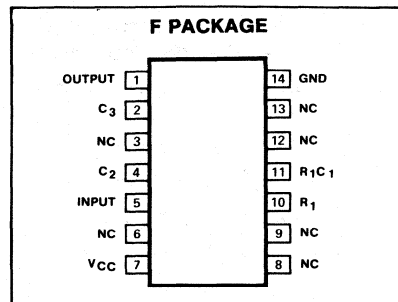 F PACKAGE
OUTPUT 1 14 GND
C3 2 13 NC
NC 3 12 NC
C2 4 11 R1C1
INPUT 5 10 R1
NC 6 9 NC
VCC 7 8 NC